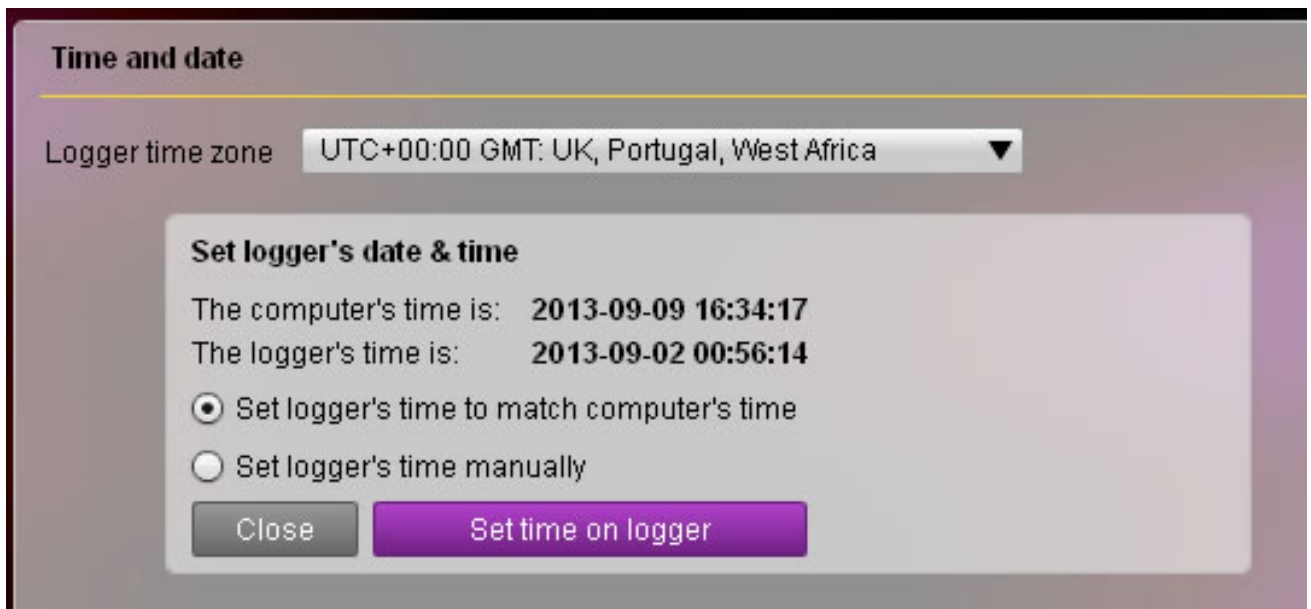 Time and date
Logger time zone UTC+00:00 GMT: UK, Portugal, West Africa
Set logger's date & time
The computer's time is: 2013-09-09 16:34:17
The logger's time is: 2013-09-02 00:56:14
Set logger's time to match computer's time
Set logger's time manually
Close Set time on logger